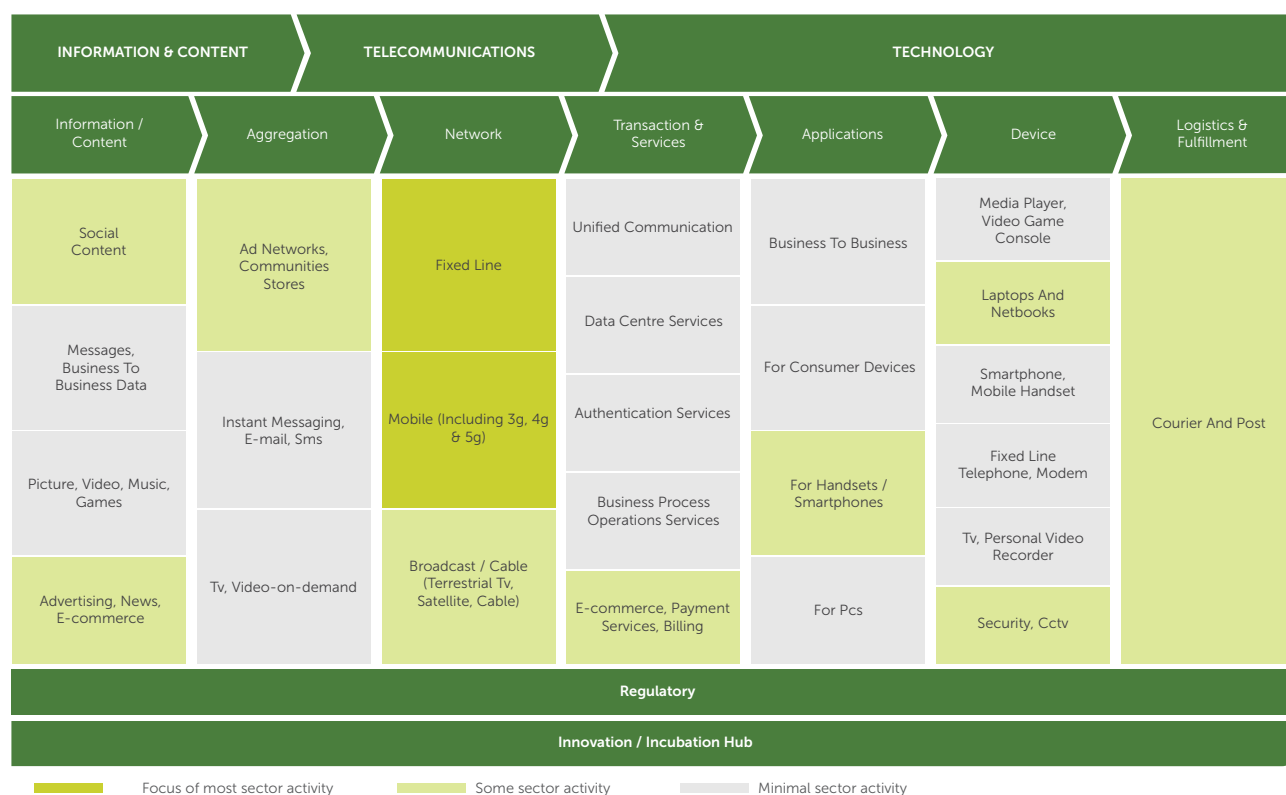 INFORMATION & CONTENT
TELECOMMUNICATIONS
TECHNOLOGY
Information /
Content
Aggregation
Network
Transaction &
Services
Applications
Device
Logistics &
Fulfillment
Social
Content
Messages,
Business To
Business Data
Picture, Video, Music,
Games
Advertising, News,
E-commerce
Ad Networks,
Communities
Stores
Instant Messaging,
E-mail, Sms
Tv, Video-on-demand
Fixed Line
Mobile (Including 3g, 4g
& 5g)
Broadcast / Cable
(Terrestrial Tv,
Satellite, Cable)
Unified Communication
Data Centre Services
Authentication Services
Business Process
Operations Services
E-commerce, Payment
Services, Billing
Business To Business
For Consumer Devices
For Handsets /
Smartphones
For Pcs
Media Player,
Video Game
Console
Laptops And
Netbooks
Smartphone,
Mobile Handset
Fixed Line
Telephone, Modem
Tv, Personal Video
Recorder
Security, Cctv
Courier And Post
Regulatory
Innovation / Incubation Hub
Focus of most sector activity
Some sector activity
Minimal sector activity